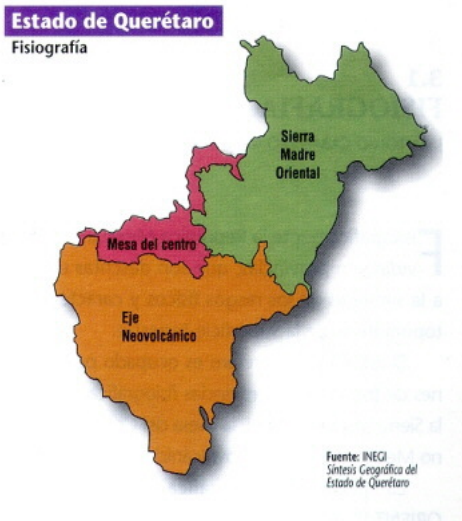 Estado de Querétaro
Fisiografía
Sierra
Madre
Oriental
Mesa del centro
Eje
Neovolcánico
Fuente: INEGI
Síntesis Geográfica del
Estado de Querétaro